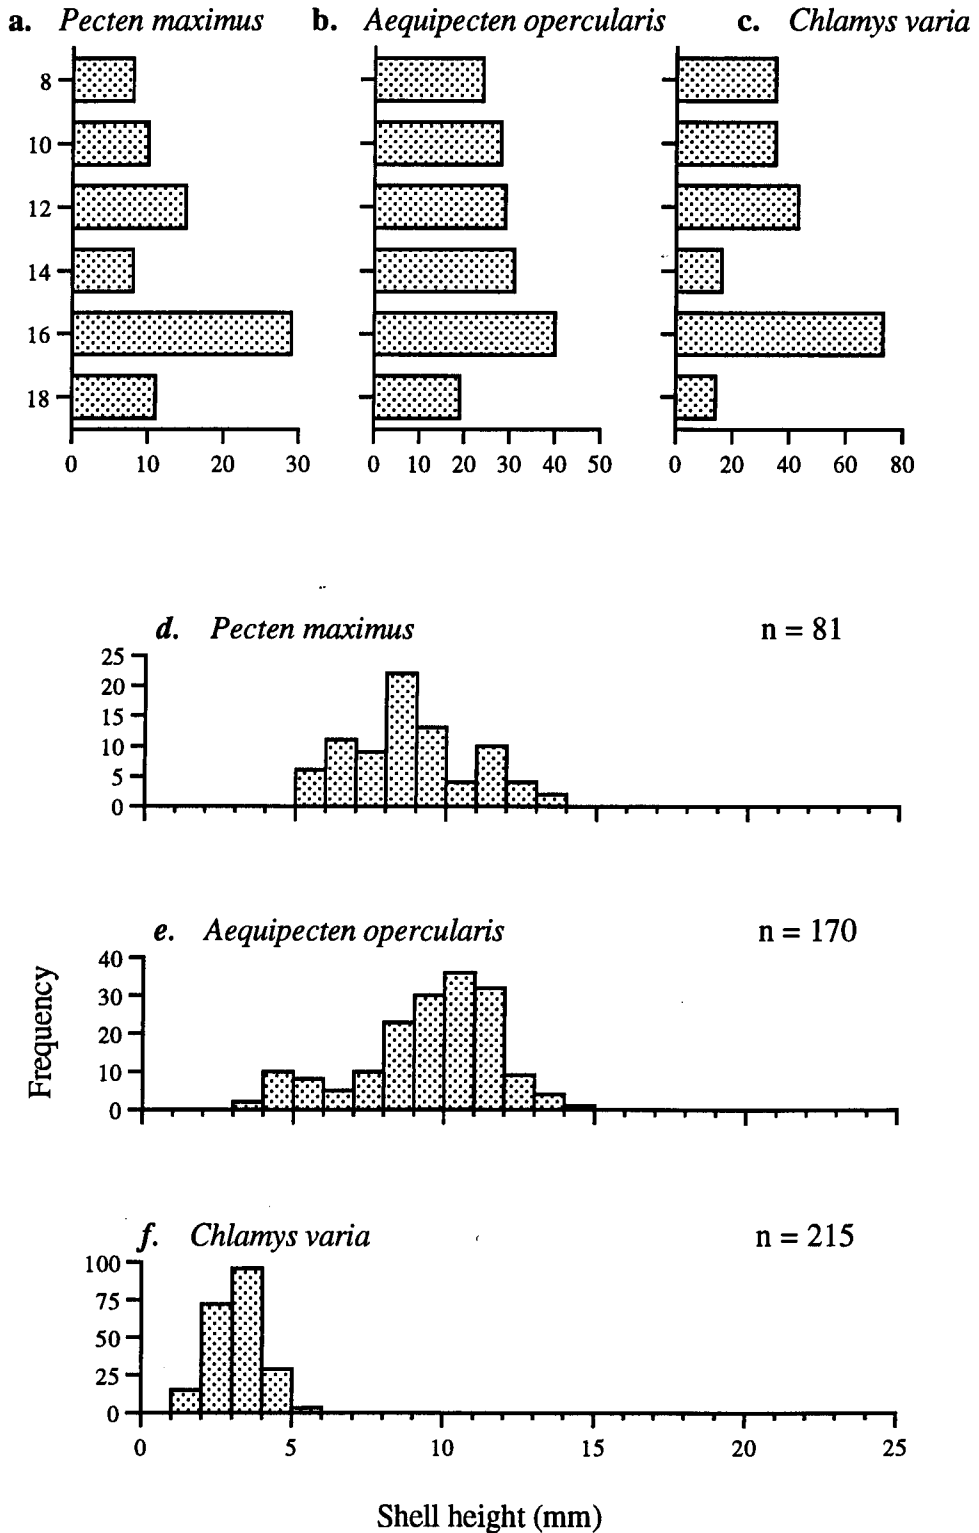 a. Pecten maximus b. Aequipecten opercularis c. Chlamys varia
8
10
12
14
16
18
0 10 20 30 0 10 20 30 40 50 0 20 40 60 80
d. Pecten maximus n = 81
25
20
15
10
5
0
e. Aequipecten opercularis n = 170
40
30
20
10
0
Frequency
f. Chlamys varia n = 215
100
75
50
25
0
0 5 10 15 20 25
Shell height (mm)